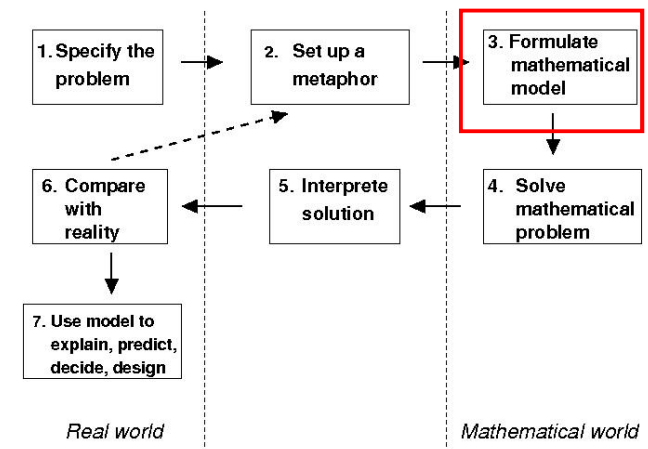 1. Specify the
problem
2. Set up a
metaphor
3. Formulate
mathematical
model
6. Compare
with
reality
5. Interprete
solution
4. Solve
mathematical
problem
7. Use model to
explain, predict,
decide, design
Real world
Mathematical world